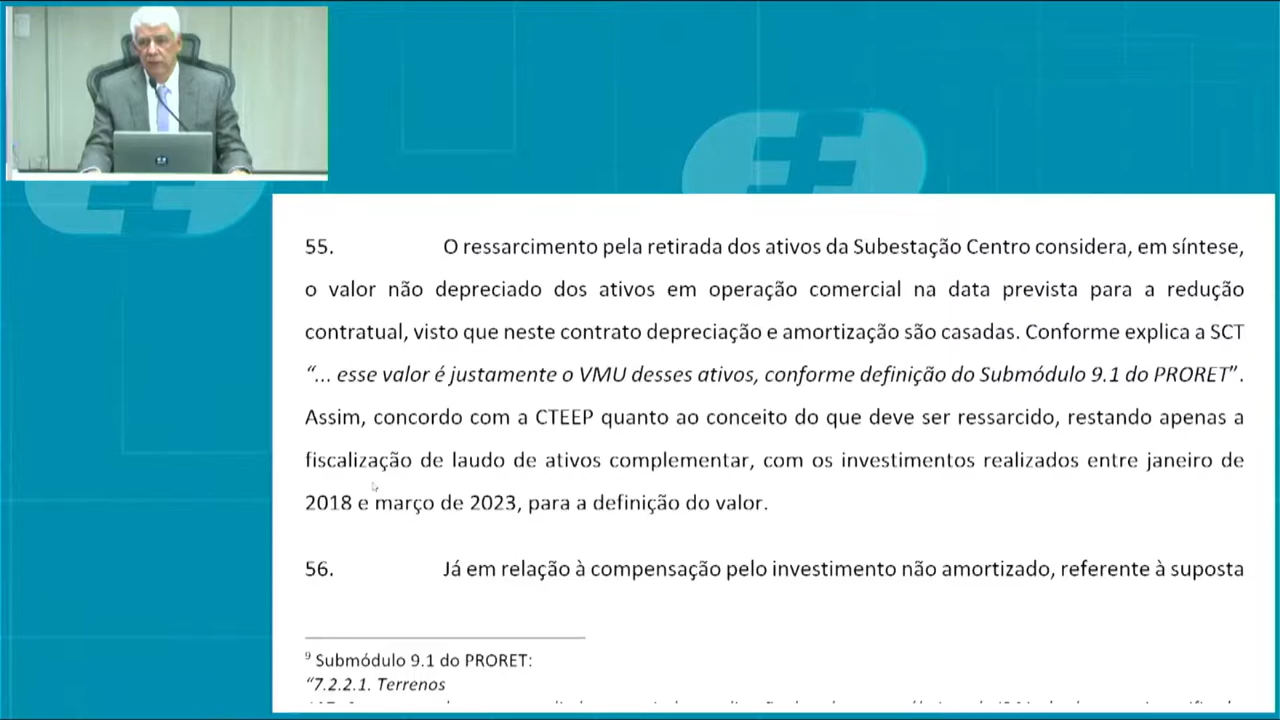 55. O ressarcimento pela retirada dos ativos da Subestação Centro considera, em síntese,
o valor não depreciado dos ativos em operação comercial na data prevista para a redução
contratual, visto que neste contrato depreciação e amortização são casadas. Conforme explica a SCT
“... esse valor é justamente o VMU desses ativos, conforme definição do Submódulo 9.1 do PRORET”.
Assim, concordo com a CTEEP quanto ao conceito do que deve ser ressarcido, restando apenas a
fiscalização de laudo de ativos complementar, com os investimentos realizados entre janeiro de
2018 e março de 2023, para a definição do valor.
56. Já em relação à compensação pelo investimento não amortizado, referente à suposta
⁹ Submódulo 9.1 do PRORET:
“7.2.2.1. Terrenos